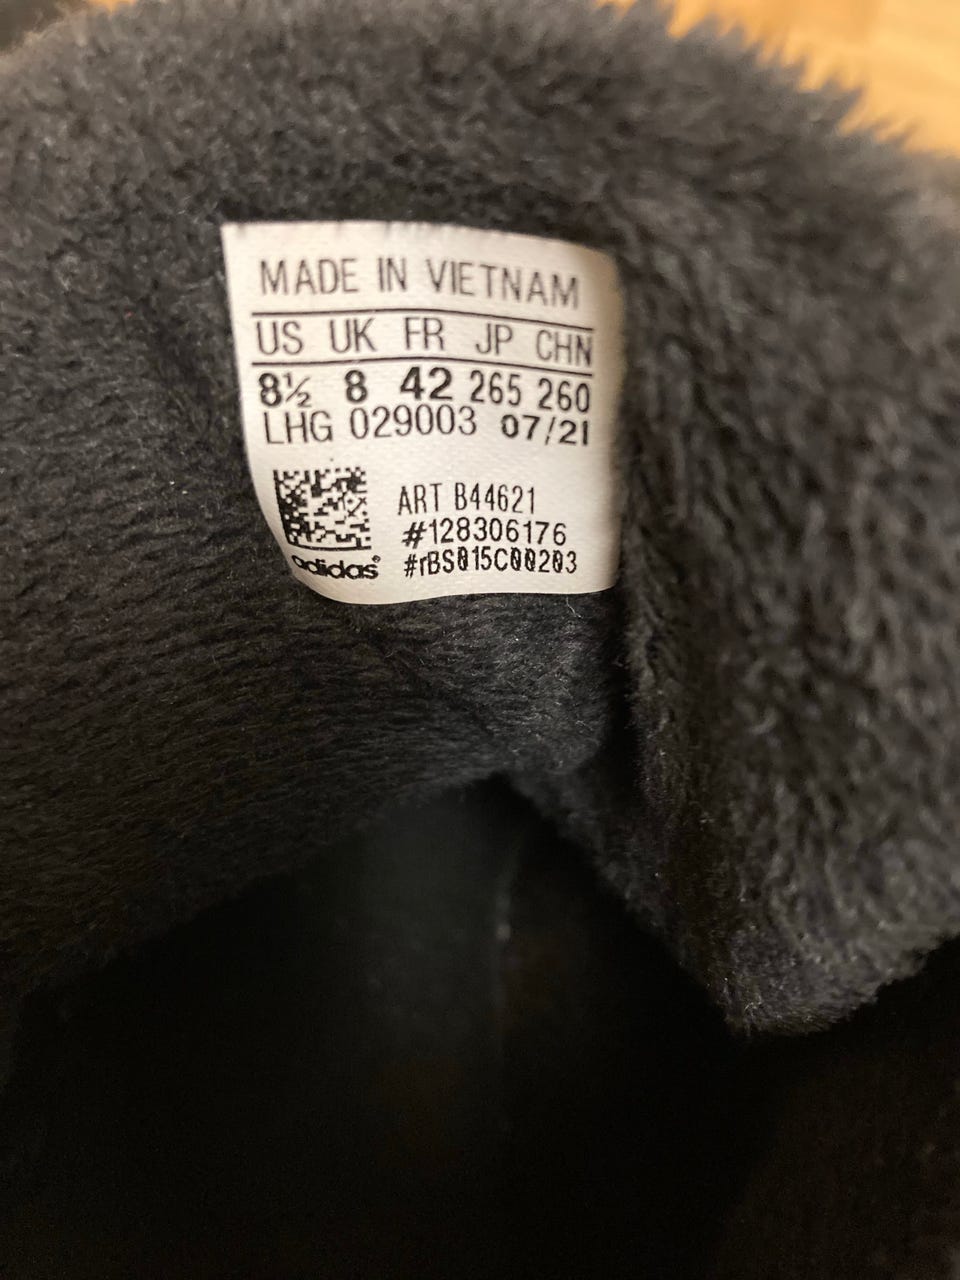 MADE IN VIETNAM
US UK FR JP CHN
8½ 8 42 265 260
LHG 029003 07/21
ART B44621
#128306176
#rBS015C00203
adidas®